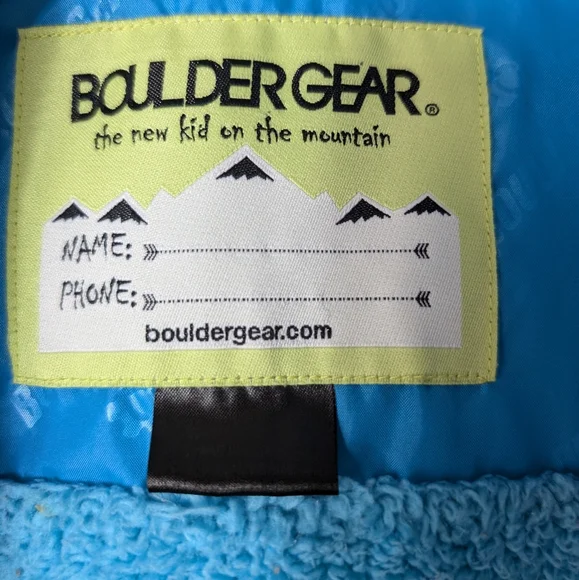 BOULDER GEAR®
the new kid on the mountain
NAME:
PHONE:
bouldergear.com